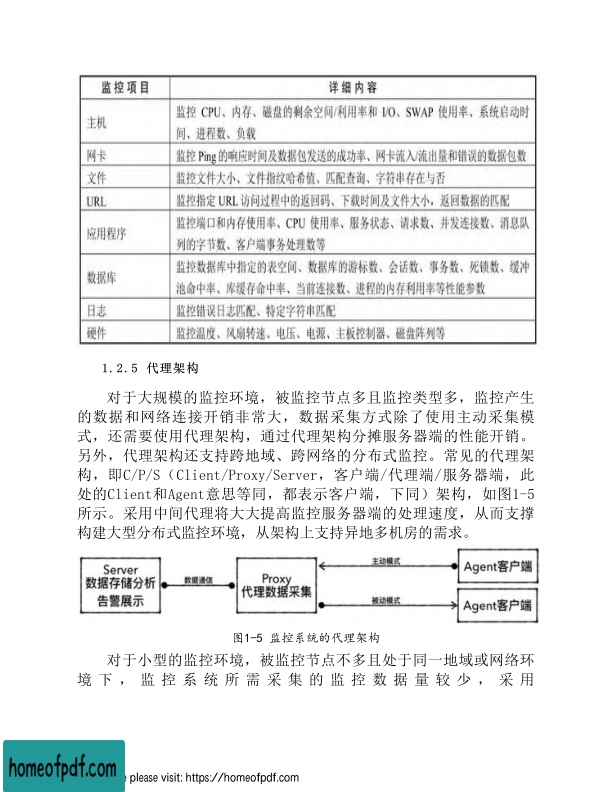 监控项目 详细内容
主机 监控 CPU、内存、磁盘的剩余空间/利用率和 I/O、SWAP 使用率、系统启动时
间、进程数、负载
网卡 监控 Ping 的响应时间及数据包发送的成功率、网卡流入/流出量和错误的数据包数
文件 监控文件大小、文件指纹哈希值、匹配查询、字符串存在与否
URL 监控指定 URL 访问过程中的返回码、下载时间及文件大小，返回数据的匹配
应用程序 监控端口和内存使用率、CPU 使用率、服务状态、请求数、并发连接数、消息队
列的字节数、客户端事务处理数等
数据库 监控数据库中指定的表空间、数据库的游标数、会话数、事务数、死锁数、缓冲
池命中率、库缓存命中率、当前连接数、进程的内存利用率等性能参数
日志 监控错误日志匹配、特定字符串匹配
硬件 监控温度、风扇转速、电压、电源、主板控制器、磁盘阵列等
1.2.5 代理架构
对于大规模的监控环境，被监控节点多且监控类型多，监控产生
的数据和网络连接开销非常大，数据采集方式除了使用主动采集模
式，还需要使用代理架构，通过代理架构分摊服务器端的性能开销。
另外，代理架构还支持跨地域、跨网络的分布式监控。常见的代理架
构，即C/P/S（Client/Proxy/Server，客户端/代理端/服务器端，此
处的Client和Agent意思等同，都表示客户端，下同）架构，如图1-5
所示。采用中间代理将大大提高监控服务器端的处理速度，从而支撑
构建大型分布式监控环境，从架构上支持异地多机房的需求。
Server
数据存储分析
告警展示
数据通信
Proxy
代理数据采集
主动模式
Agent客户端
被动模式
Agent客户端
图1-5 监控系统的代理架构
对于小型的监控环境，被监控节点不多且处于同一地域或网络环
境下，监控系统所需采集的监控数据量较少，采用
homeofpdf.com
please visit: https://homeofpdf.com